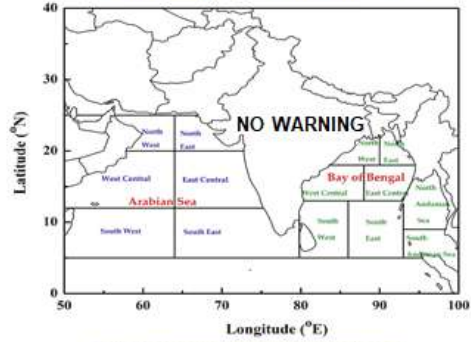 40
30
20
10
0
Latitude (°N)
NO WARNING
North North
West East
North North
West East
West Central East Central
Bay of Bengal
West Central East Central
Arabian Sea
North
Andaman
Sea
South West South East
South South
West East
South
Andaman Sea
50 60 70 80 90 100
Longitude (°E)